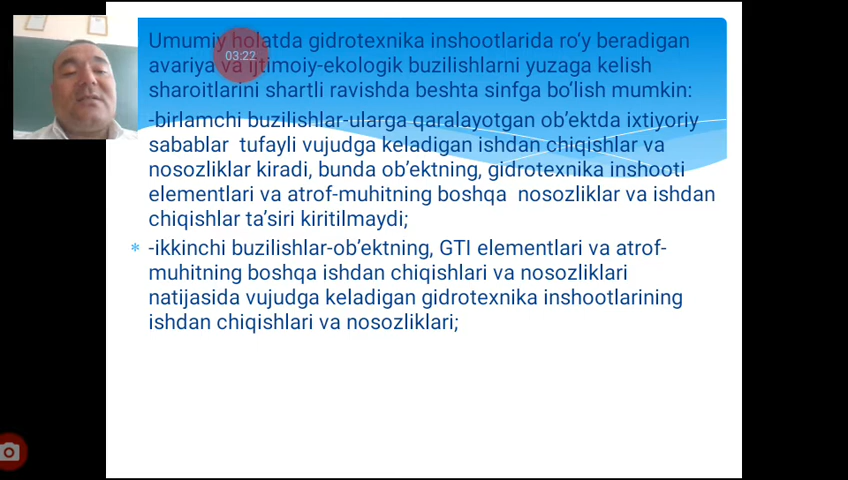 Umumiy holatda gidrotexnika inshootlarida ro'y beradigan
03:22
avariya va ijtimoiy-ekologik buzilishlarni yuzaga kelish
sharoitlarini shartli ravishda beshta sinfga bo'lish mumkin:
-birlamchi buzilishlar-ularga qaralayotgan ob'ektda ixtiyoriy
sabablar tufayli vujudga keladigan ishdan chiqishlar va
nosozliklar kiradi, bunda ob'ektning, gidrotexnika inshooti
elementlari va atrof-muhitning boshqa nosozliklar va ishdan
chiqishlar ta'siri kiritilmaydi;
* -ikkinchi buzilishlar-ob'ektning, GTI elementlari va atrof-
muhitning boshqa ishdan chiqishlari va nosozliklari
natijasida vujudga keladigan gidrotexnika inshootlarining
ishdan chiqishlari va nosozliklari;